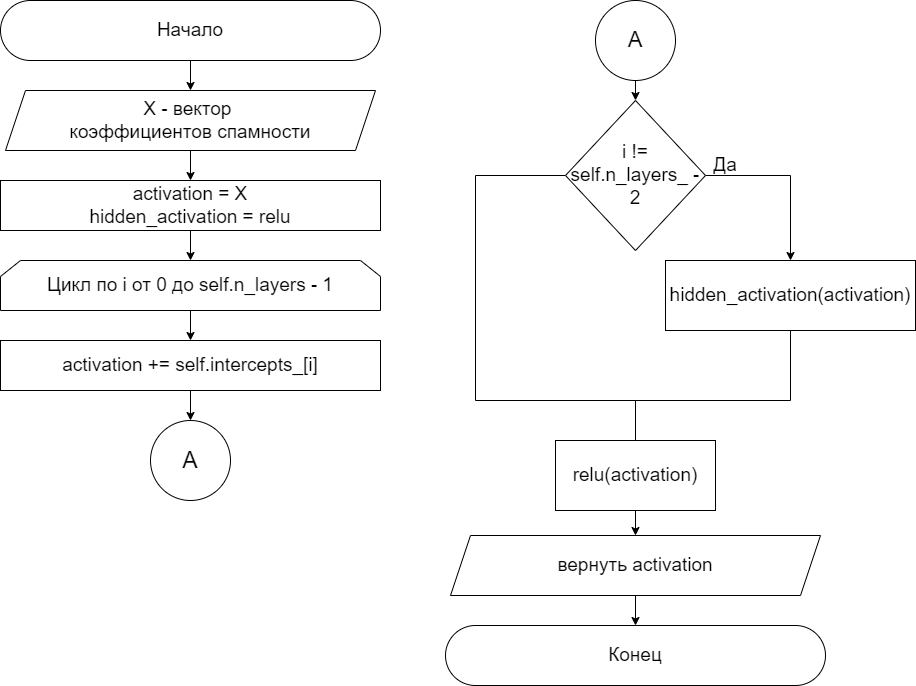 Начало
X - вектор
коэффициентов спамности
activation = X
hidden_activation = relu
Цикл по i от 0 до self.n_layers - 1
activation += self.intercepts_[i]
A
A
i !=
self.n_layers_ -
2
Да
hidden_activation(activation)
relu(activation)
вернуть activation
Конец